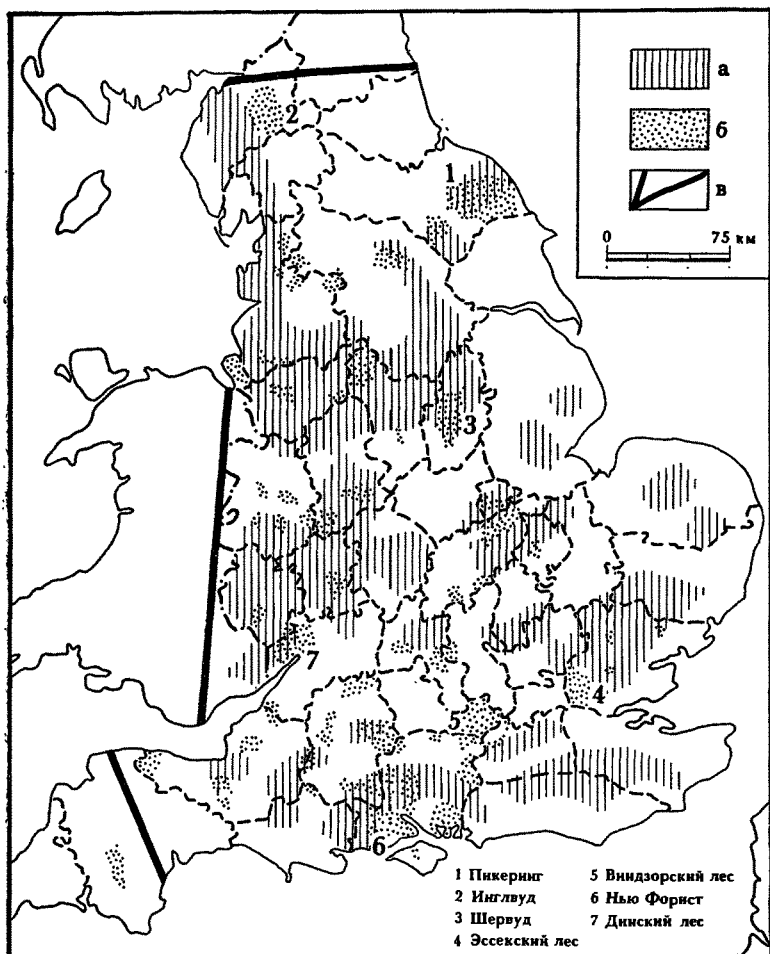 а
б
в
0 75 км
1
2
3
4
5
6
7
1 Пикеринг
2 Инглвуд
3 Шервуд
4 Эссекский лес
5 Виндзорский лес
6 Нью Форист
7 Динский лес